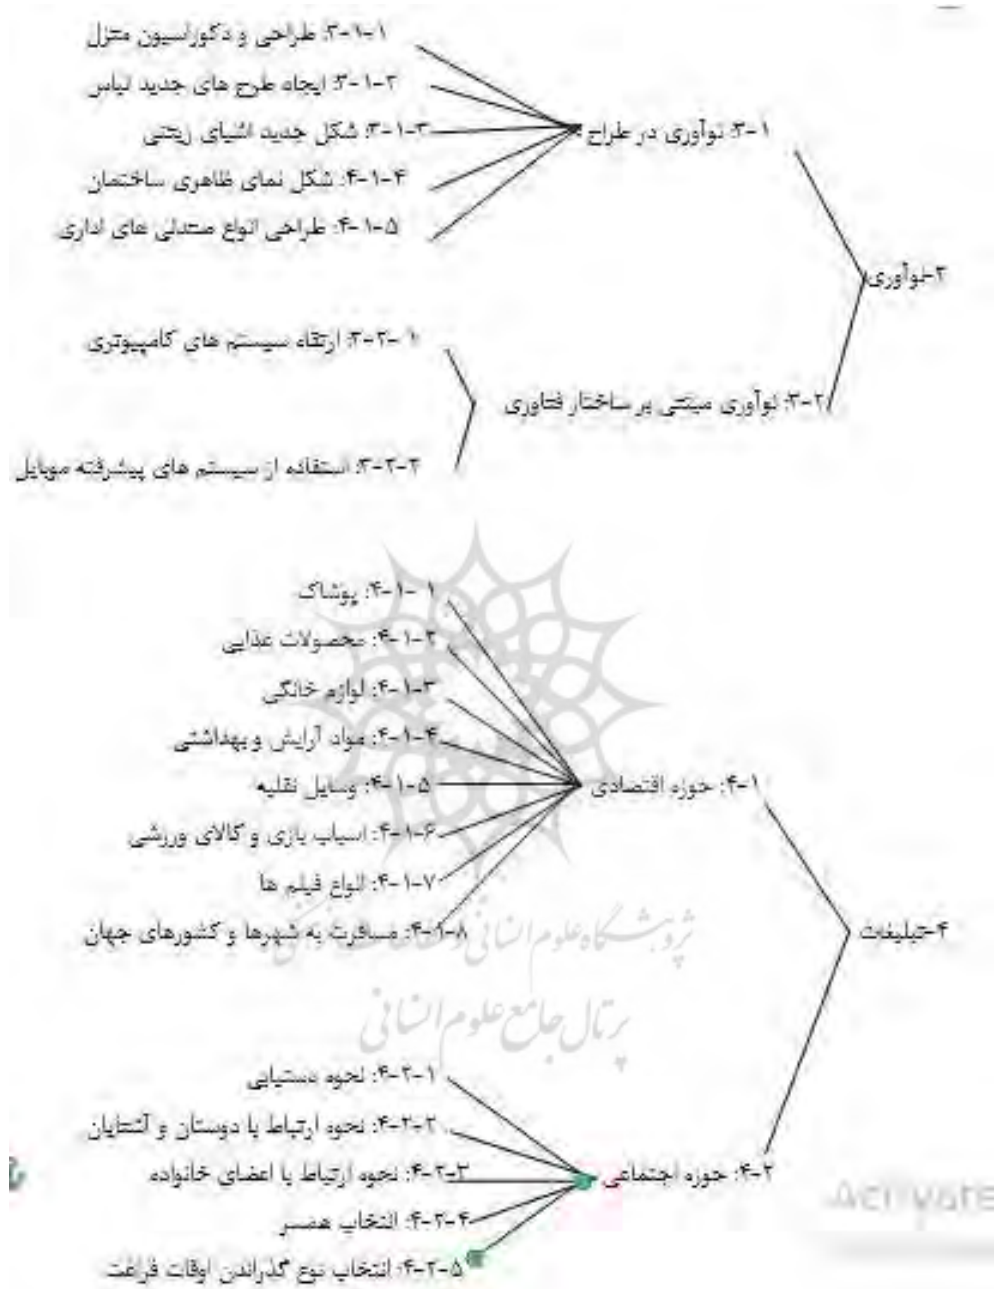 ۳-۱-۱: طراحی و دکوراسیون منزل
۳-۱-۲: ایجاد طرح های جدید لباس
۳-۱-۳: شکل جدید اشیای زینتی
۴-۱-۴: شکل نمای ظاهری ساختمان
۴-۱-۵: طراحی انواع صندلی های اداری
۳-۱: نوآوری در طراح
۳-نوآوری
۳-۲-۱: ارتقاء سیستم های کامپیوتری
۳-۲: نوآوری مبتنی بر ساختار فناوری
۳-۲-۲: استفاده از سیستم های پیشرفته موبایل
۴-۱-۱: پوشاک
۴-۱-۲: محصولات غذایی
۴-۱-۳: لوازم خانگی
۴-۱-۴: مواد آرایش و بهداشتی
۴-۱-۵: وسایل نقلیه
۴-۱-۶: اسباب بازی و کالای ورزشی
۴-۱-۷: انواع فیلم ها
۴-۱-۸: مسافرت به شهرها و کشورهای جهان
۴-۱: حوزه اقتصادی
۴-تبلیغات
پژوهشگاه علوم انسانی و مطالعات فرهنگی
پرتال جامع علوم انسانی
۴-۲-۱: نحوه دستیابی
۴-۲-۲: نحوه ارتباط با دوستان و آشنایان
۴-۲-۳: نحوه ارتباط با اعضای خانواده
۴-۲-۴: انتخاب همسر
۴-۲-۵: انتخاب نوع گذراندن اوقات فراغت
۴-۲: حوزه اجتماعی
Activate